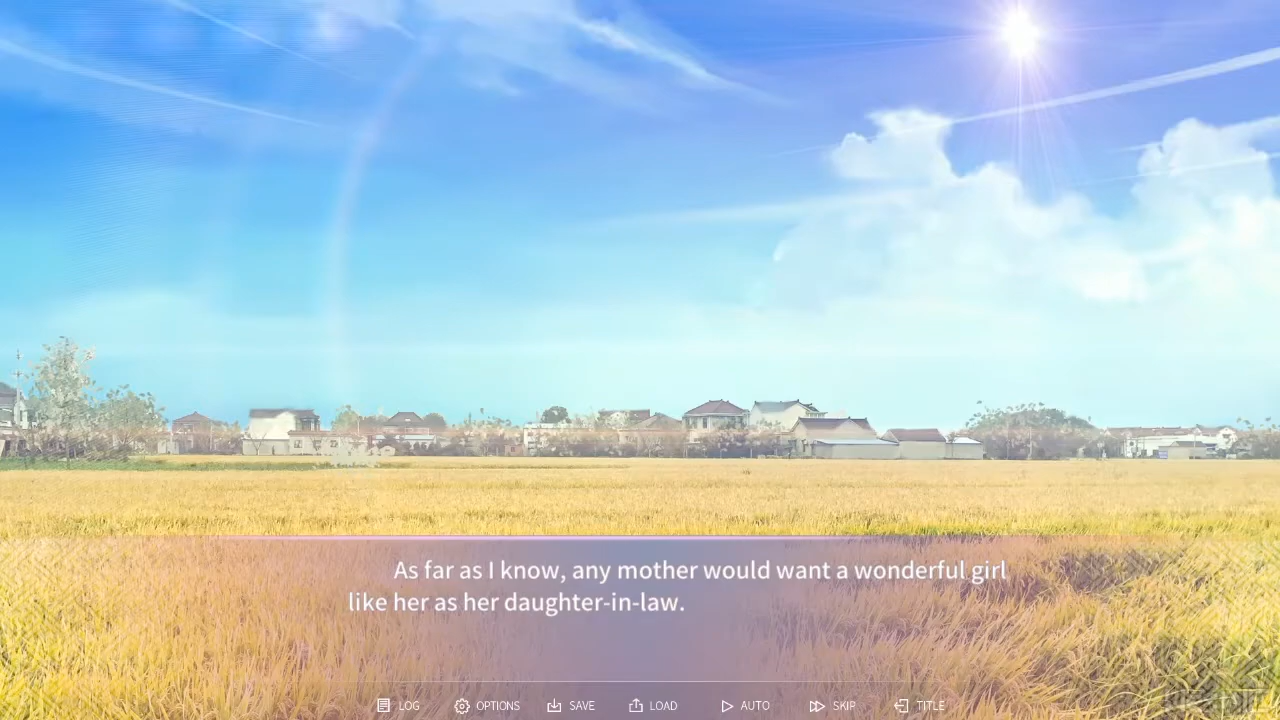 As far as I know, any mother would want a wonderful girl
like her as her daughter-in-law.
LOG OPTIONS SAVE LOAD AUTO SKIP TITLE